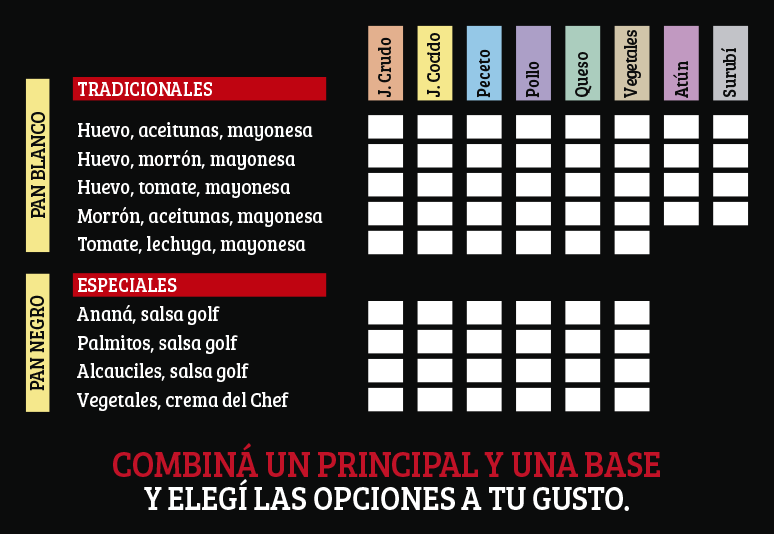 J. Crudo
J. Cocido
Peceto
Pollo
Queso
Vegetales
Atún
Surubí
PAN BLANCO
TRADICIONALES
Huevo, aceitunas, mayonesa
Huevo, morrón, mayonesa
Huevo, tomate, mayonesa
Morrón, aceitunas, mayonesa
Tomate, lechuga, mayonesa
PAN NEGRO
ESPECIALES
Ananá, salsa golf
Palmitos, salsa golf
Alcauciles, salsa golf
Vegetales, crema del Chef
COMBINÁ UN PRINCIPAL Y UNA BASE
Y ELEGÍ LAS OPCIONES A TU GUSTO.